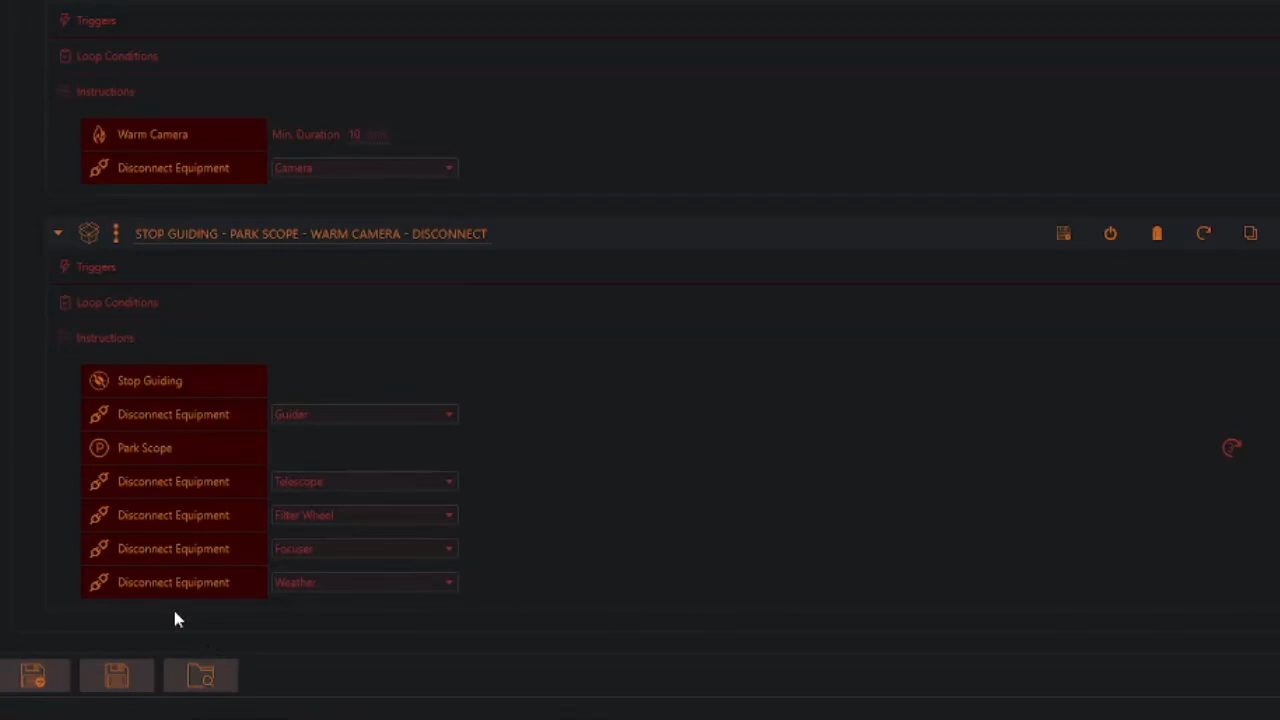 Triggers
Loop Conditions
Instructions
Warm Camera Min. Duration 10
Disconnect Equipment Camera
STOP GUIDING - PARK SCOPE - WARM CAMERA - DISCONNECT
Triggers
Loop Conditions
Instructions
Stop Guiding
Disconnect Equipment Guider
Park Scope
Disconnect Equipment Telescope
Disconnect Equipment Filter Wheel
Disconnect Equipment Focuser
Disconnect Equipment Weather